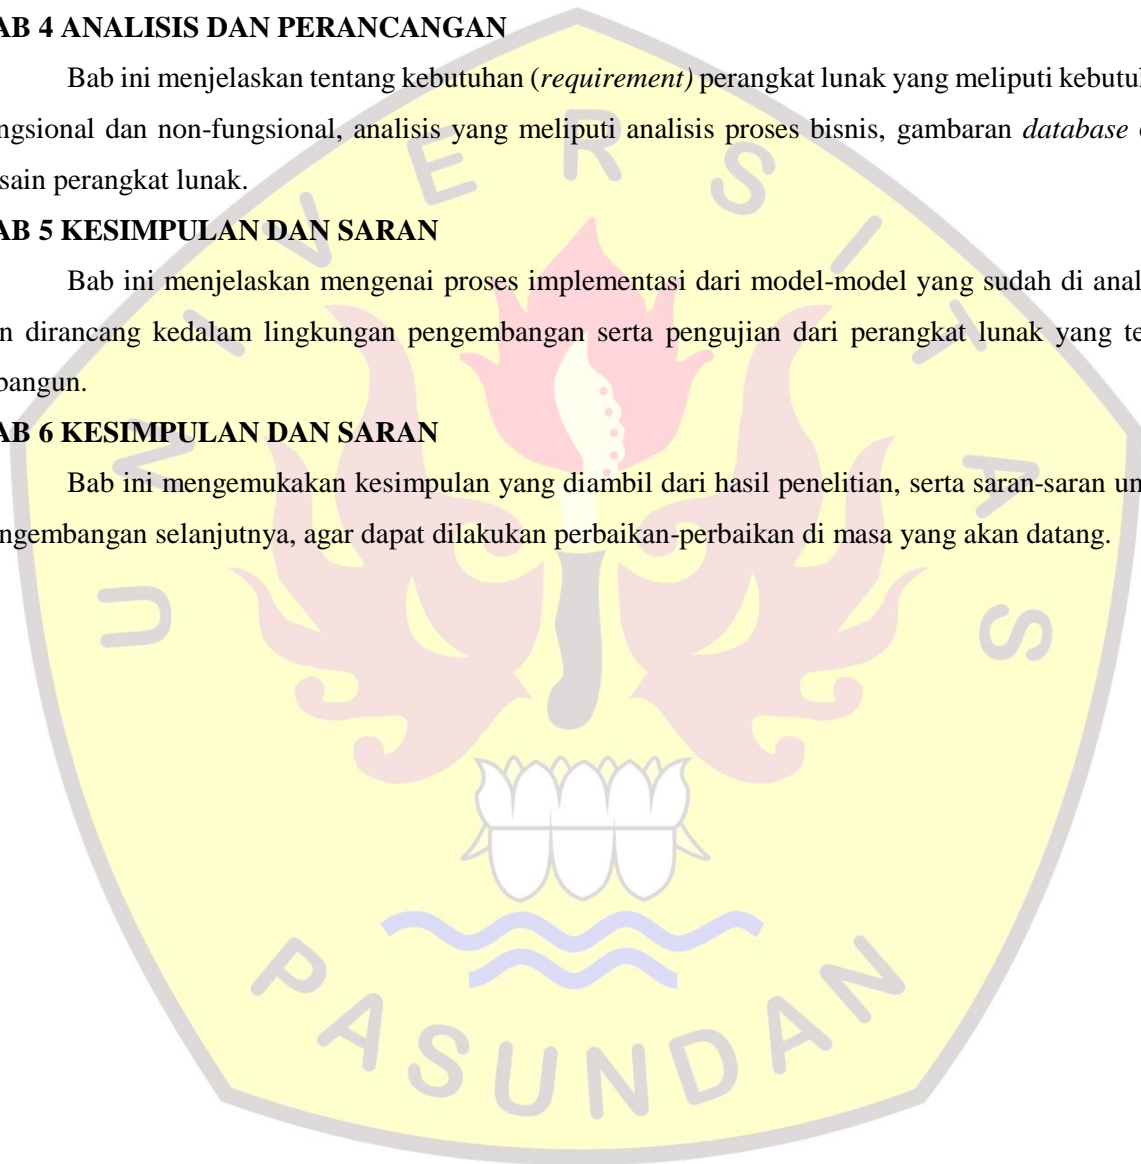 AB 4 ANALISIS DAN PERANCANGAN
Bab ini menjelaskan tentang kebutuhan (requirement) perangkat lunak yang meliputi kebutuh
ngsional dan non-fungsional, analisis yang meliputi analisis proses bisnis, gambaran database
sain perangkat lunak.
AB 5 KESIMPULAN DAN SARAN
Bab ini menjelaskan mengenai proses implementasi dari model-model yang sudah di anal
n dirancang kedalam lingkungan pengembangan serta pengujian dari perangkat lunak yang te
bangun.
AB 6 KESIMPULAN DAN SARAN
Bab ini mengemukakan kesimpulan yang diambil dari hasil penelitian, serta saran-saran un
ngembangan selanjutnya, agar dapat dilakukan perbaikan-perbaikan di masa yang akan datang.
UNIVERSITAS
PASUNDAN